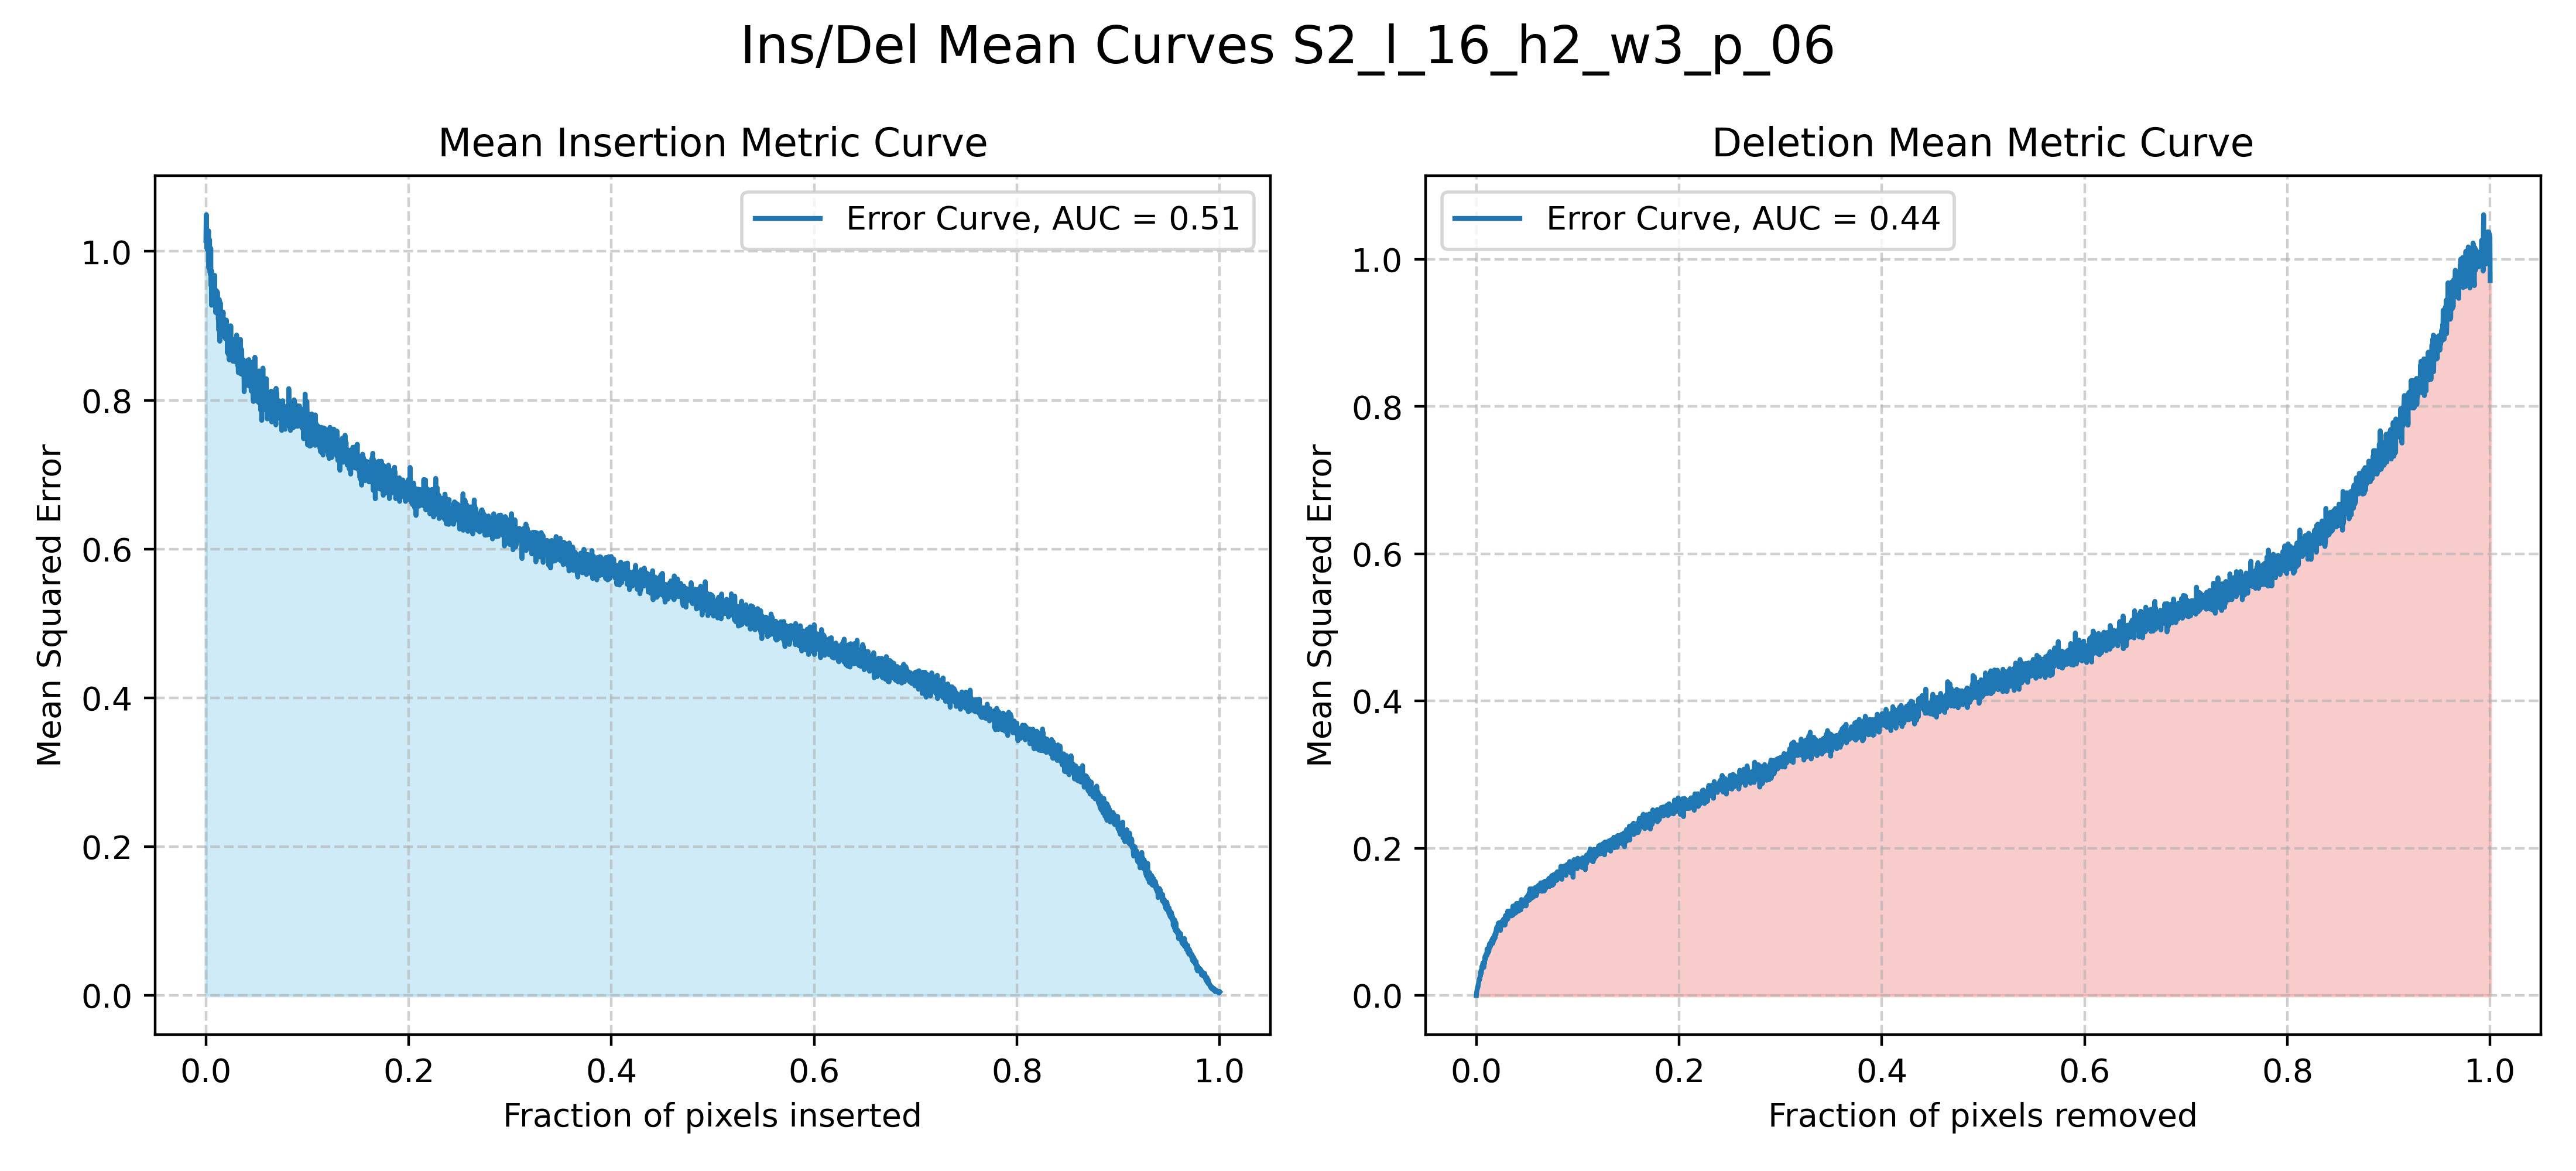 Ins/Del Mean Curves S2_l_16_h2_w3_p_06
Mean Insertion Metric Curve
Error Curve, AUC = 0.51
Mean Squared Error
1.0
0.8
0.6
0.4
0.2
0.0
0.0 0.2 0.4 0.6 0.8 1.0
Fraction of pixels inserted
Deletion Mean Metric Curve
Error Curve, AUC = 0.44
Mean Squared Error
1.0
0.8
0.6
0.4
0.2
0.0
0.0 0.2 0.4 0.6 0.8 1.0
Fraction of pixels removed